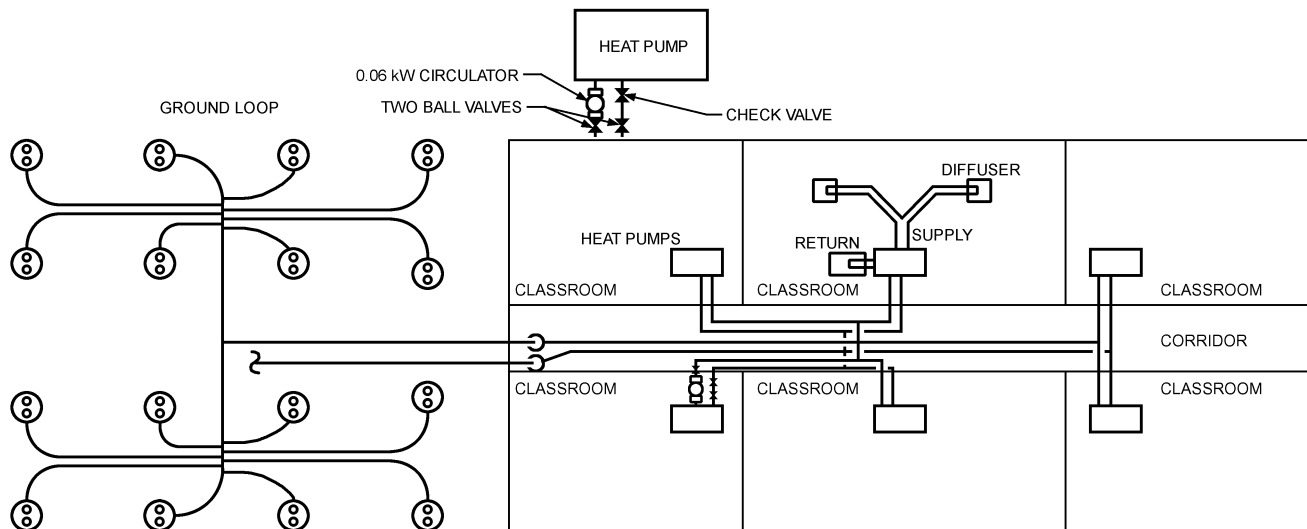 HEAT PUMP
0.06 kW CIRCULATOR
GROUND LOOP
TWO BALL VALVES
CHECK VALVE
DIFFUSER
HEAT PUMPS
RETURN
SUPPLY
CLASSROOM
CLASSROOM
CLASSROOM
CORRIDOR
CLASSROOM
CLASSROOM
CLASSROOM